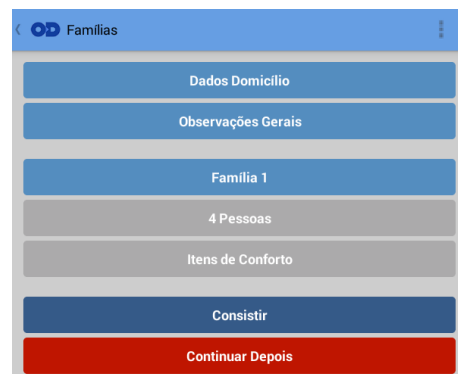 OD Famílias
Dados Domicílio
Observações Gerais
Família 1
4 Pessoas
Itens de Conforto
Consistir
Continuar Depois